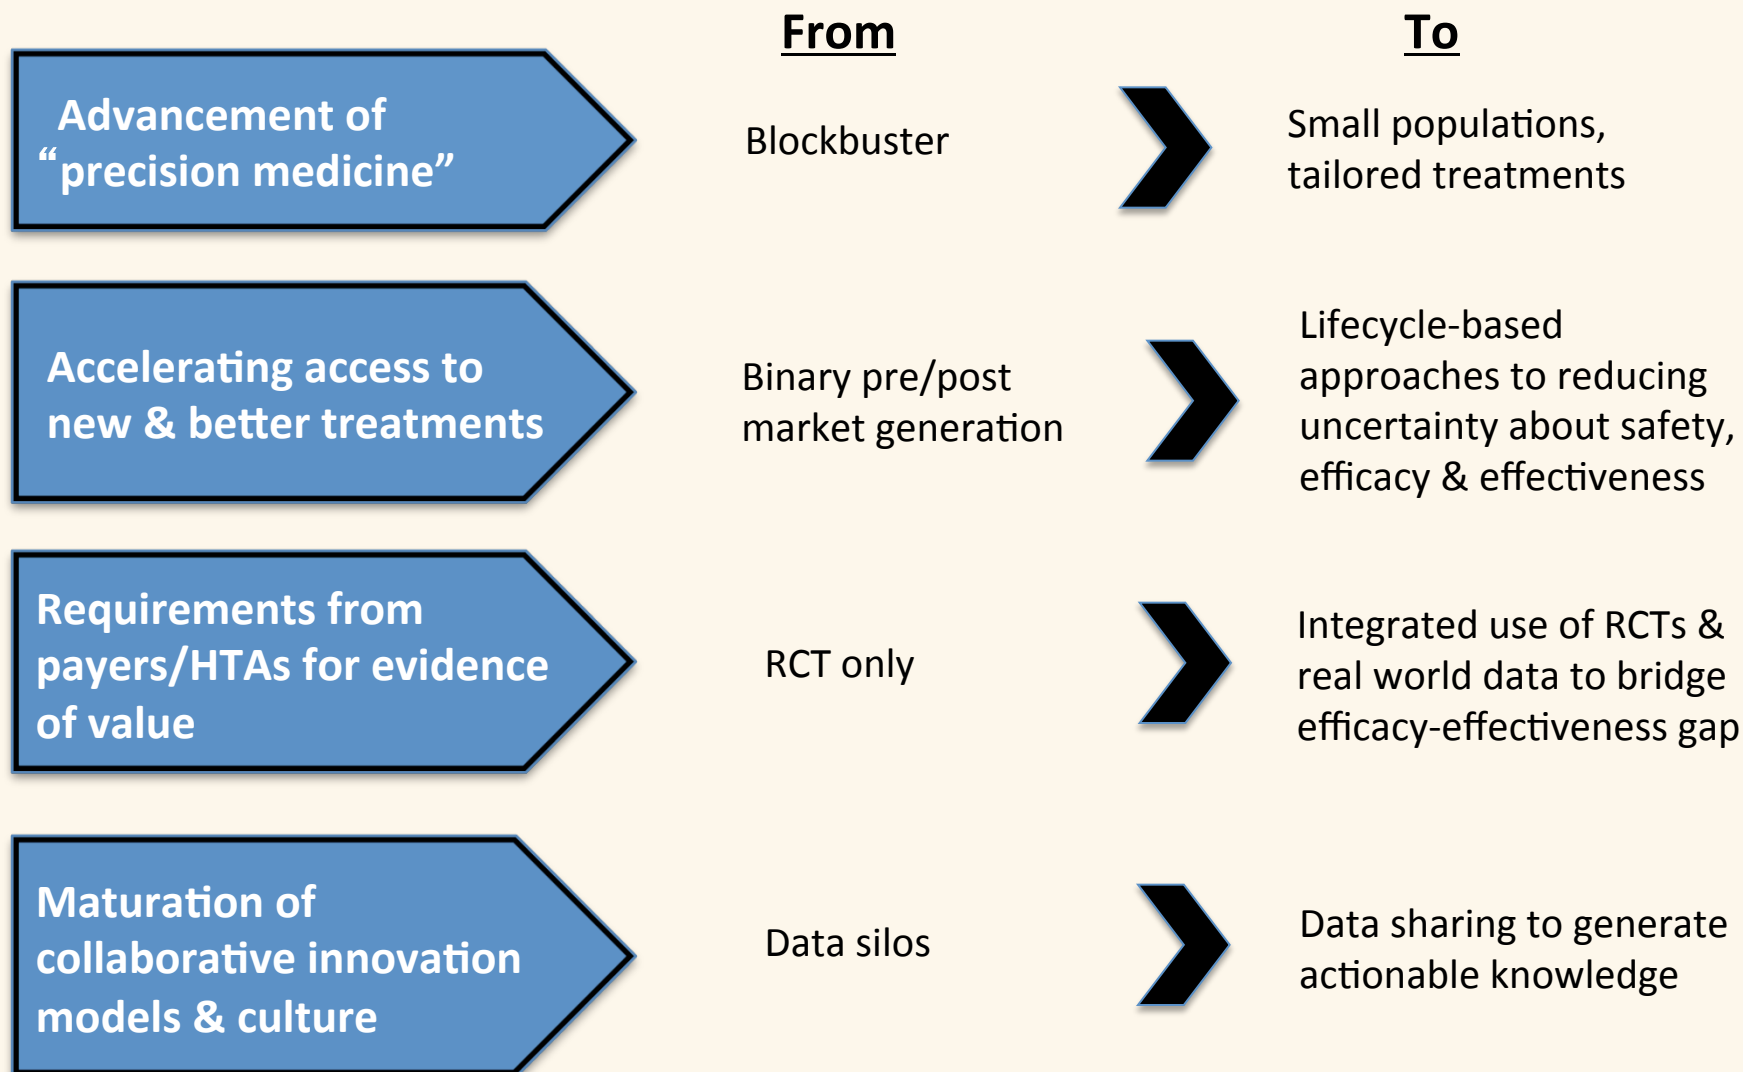 From
To
Advancement of
“precision medicine”
Blockbuster
Small populations,
tailored treatments
Accelerating access to
new & better treatments
Binary pre/post
market generation
Lifecycle-based
approaches to reducing
uncertainty about safety,
efficacy & effectiveness
Requirements from
payers/HTAs for evidence
of value
RCT only
Integrated use of RCTs &
real world data to bridge
efficacy-effectiveness gap
Maturation of
collaborative innovation
models & culture
Data silos
Data sharing to generate
actionable knowledge